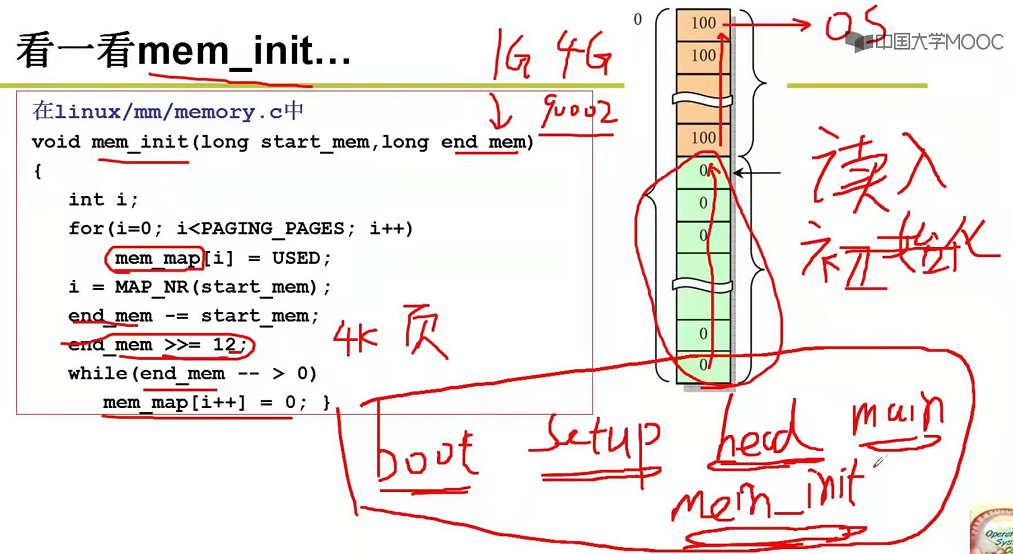 看一看mem_init…
在linux/mm/memory.c中
void mem_init(long start_mem,long end mem)
{
int i;
for(i=0; i<PAGING_PAGES; i++)
mem_map[i] = USED;
i = MAP_NR(start_mem);
end_mem -= start_mem;
end_mem >>= 12;
while(end_mem -- > 0)
mem_map[i++] = 0; }
1G 4G
90002
4K 页
0
100
100
100
0
0
0
0
0
OS
中国大学MOOC
读入
初始化
boot setup head main
mem_init
Operating